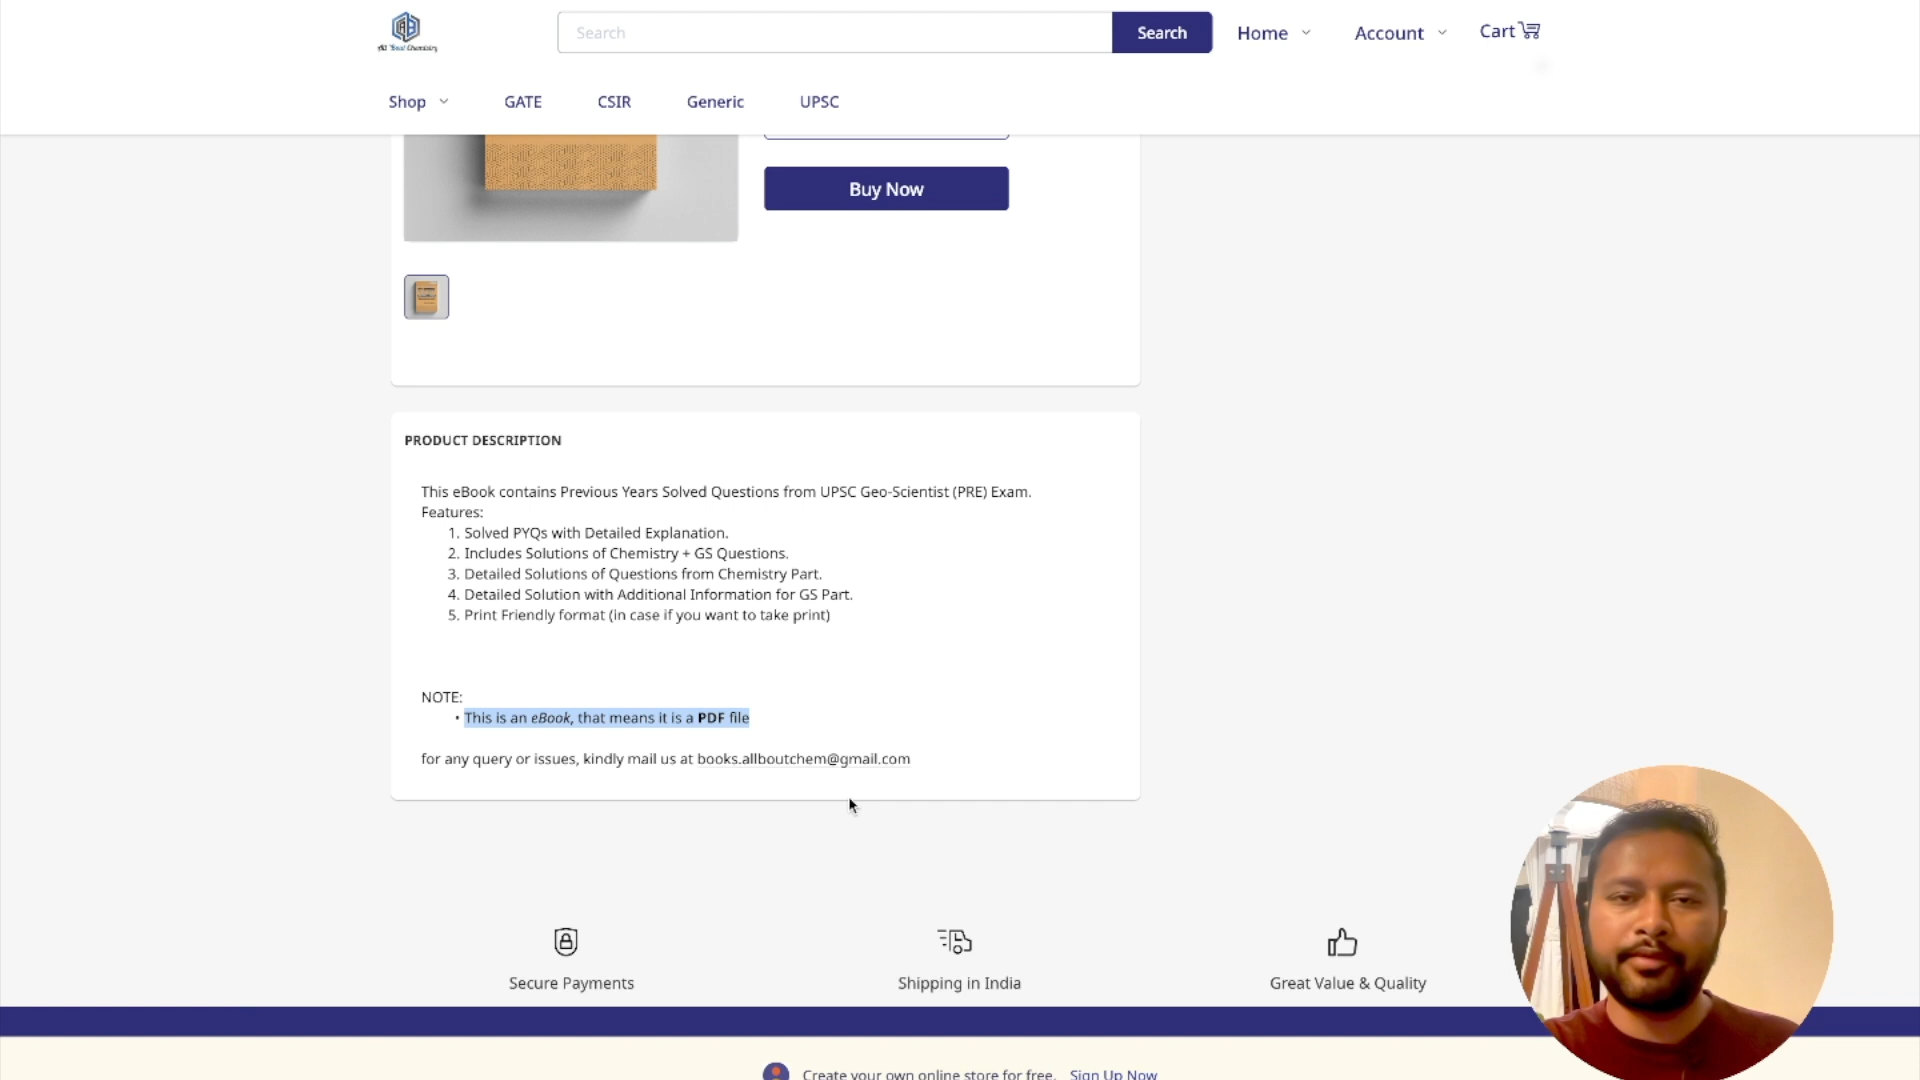 All 'Bout Chemistry
Search
Search
Home
Account
Cart
Shop
GATE
CSIR
Generic
UPSC
Buy Now
PRODUCT DESCRIPTION
This eBook contains Previous Years Solved Questions from UPSC Geo-Scientist (PRE) Exam.
Features:
1. Solved PYQs with Detailed Explanation.
2. Includes Solutions of Chemistry + GS Questions.
3. Detailed Solutions of Questions from Chemistry Part.
4. Detailed Solution with Additional Information for GS Part.
5. Print Friendly format (in case if you want to take print)
NOTE:
• This is an eBook, that means it is a PDF file
for any query or issues, kindly mail us at books.allboutchem@gmail.com
Secure Payments
Shipping in India
Great Value & Quality
Create your own online store for free. Sign Up Now